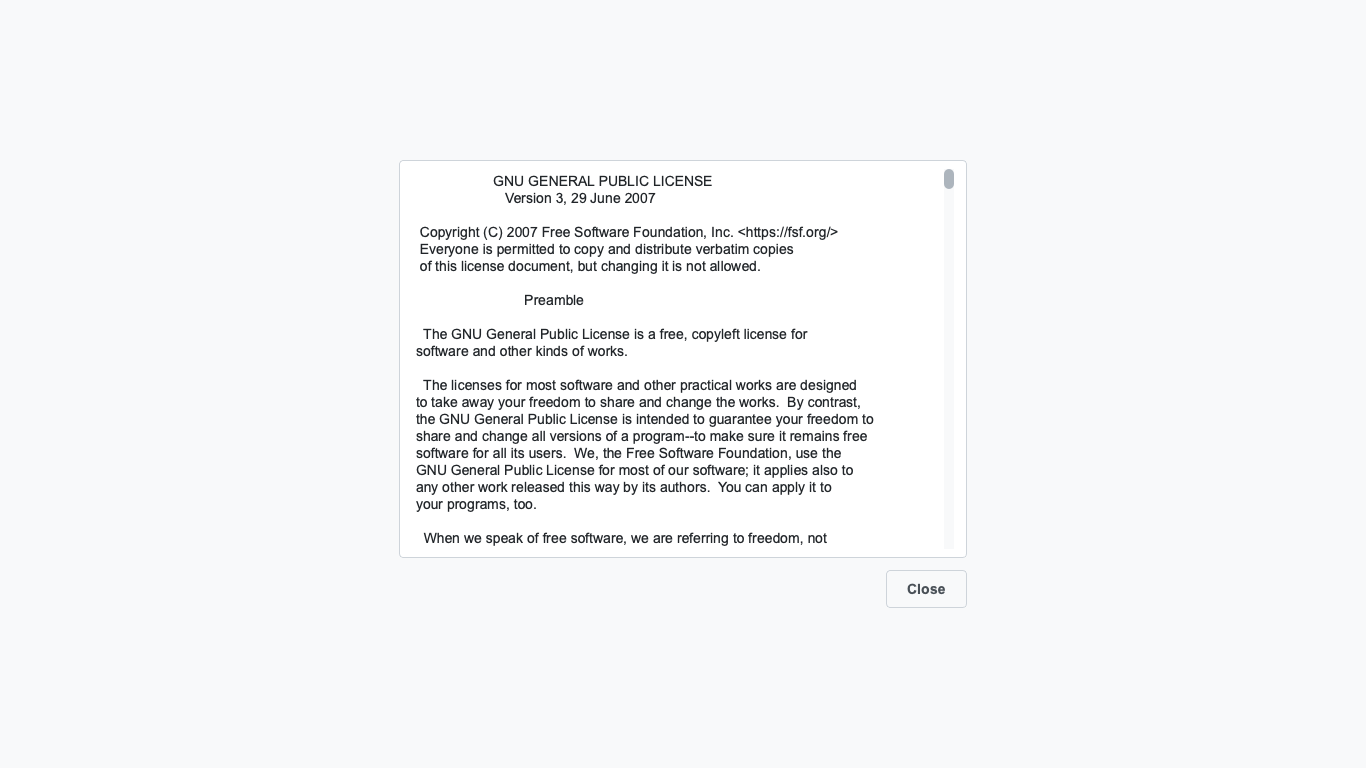 GNU GENERAL PUBLIC LICENSE
Version 3, 29 June 2007
Copyright (C) 2007 Free Software Foundation, Inc. <https://fsf.org/>
Everyone is permitted to copy and distribute verbatim copies
of this license document, but changing it is not allowed.
Preamble
The GNU General Public License is a free, copyleft license for
software and other kinds of works.
The licenses for most software and other practical works are designed
to take away your freedom to share and change the works.  By contrast,
the GNU General Public License is intended to guarantee your freedom to
share and change all versions of a program--to make sure it remains free
software for all its users.  We, the Free Software Foundation, use the
GNU General Public License for most of our software; it applies also to
any other work released this way by its authors.  You can apply it to
your programs, too.
When we speak of free software, we are referring to freedom, not
Close